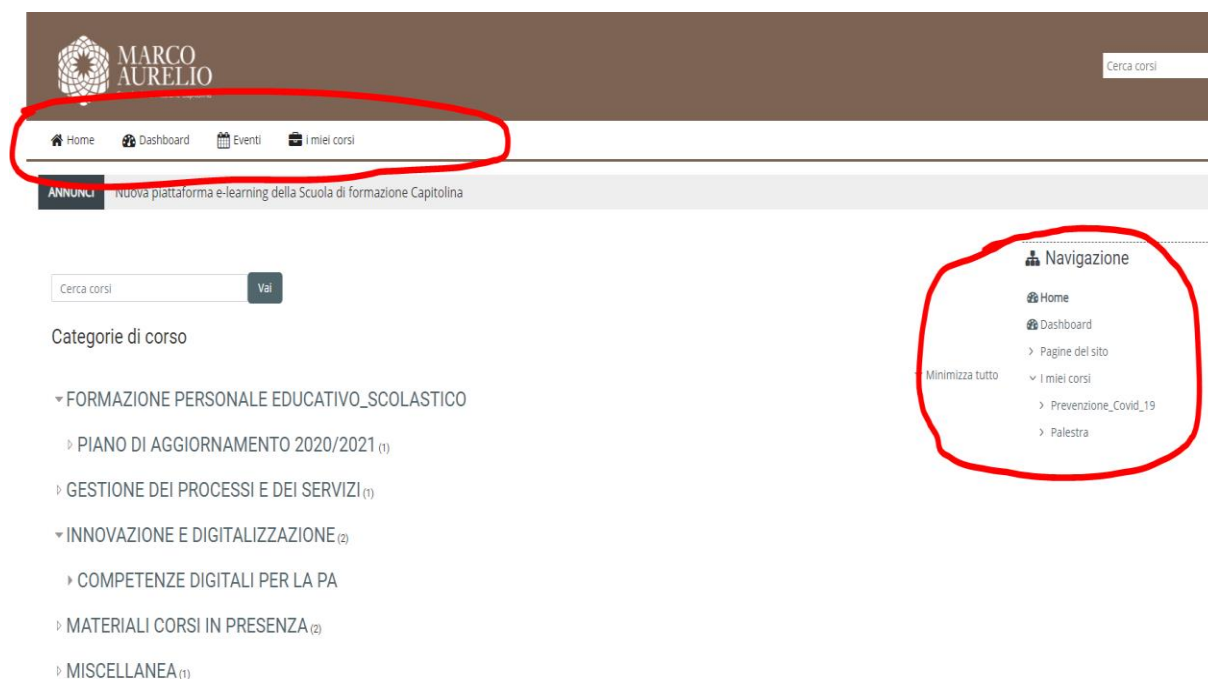 MARCO
AURELIO
Cerca corsi
Home Dashboard Eventi I miei corsi
ANNUNCI Nuova piattaforma e-learning della Scuola di formazione Capitolina
Cerca corsi Vai
Categorie di corso
Minimizza tutto
FORMAZIONE PERSONALE EDUCATIVO_SCOLASTICO
PIANO DI AGGIORNAMENTO 2020/2021 (1)
GESTIONE DEI PROCESSI E DEI SERVIZI (1)
INNOVAZIONE E DIGITALIZZAZIONE (2)
COMPETENZE DIGITALI PER LA PA
MATERIALI CORSI IN PRESENZA (2)
MISCELLANEA (1)
Navigazione
Home
Dashboard
Pagine del sito
I miei corsi
Prevenzione_Covid_19
Palestra